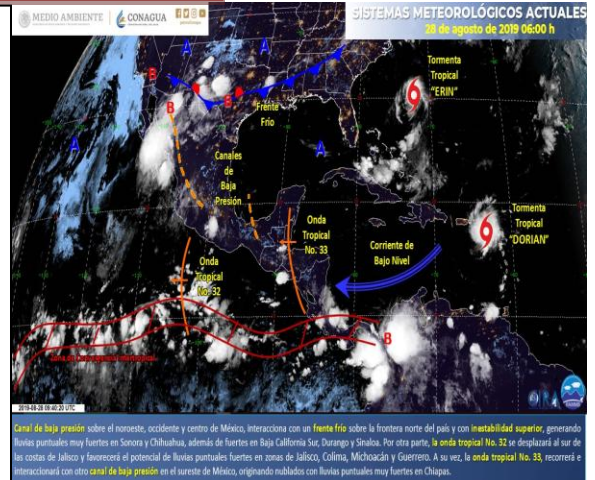 MEDIO AMBIENTE
CONAGUA
SISTEMAS METEOROLÓGICOS ACTUALES
28 de agosto de 2019 06:00 h
A
A
B
B
B
Frente
Frío
Tormenta
Tropical
"ERIN"
A
A
Canales
de
Baja
Presión
Onda
Tropical
No. 33
Corriente de
Bajo Nivel
Tormenta
Tropical
"DORIAN"
Onda
Tropical
No. 32
Zona de Convergencia Intertropical
B
2019-08-28 09:40:20 UTC
Canal de baja presión sobre el noroeste, occidente y centro de México, interacciona con un frente frío sobre la frontera norte del país y con inestabilidad superior, generando
lluvias puntuales muy fuertes en Sonora y Chihuahua, además de fuertes en Baja California Sur, Durango y Sinaloa. Por otra parte, la onda tropical No. 32 se desplazará al sur de
las costas de Jalisco y favorecerá el potencial de lluvias puntuales fuertes en zonas de Jalisco, Colima, Michoacán y Guerrero. A su vez, la onda tropical No. 33, recorrerá e
interaccionará con otro canal de baja presión en el sureste de México, originando nublados con lluvias puntuales muy fuertes en Chiapas.